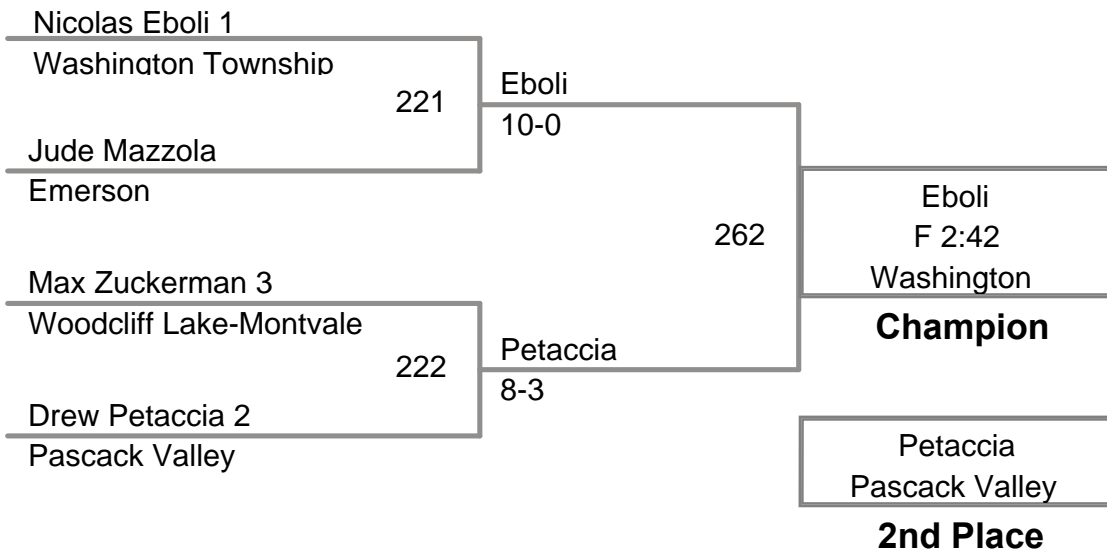 Nicolas Eboli 1
Washington Township
221
Eboli
10-0
Jude Mazzola
Emerson
Max Zuckerman 3
Woodcliff Lake-Montvale
222
Petaccia
8-3
Drew Petaccia 2
Pascack Valley
262
Eboli
F 2:42
Washington
Champion
Petaccia
Pascack Valley
2nd Place